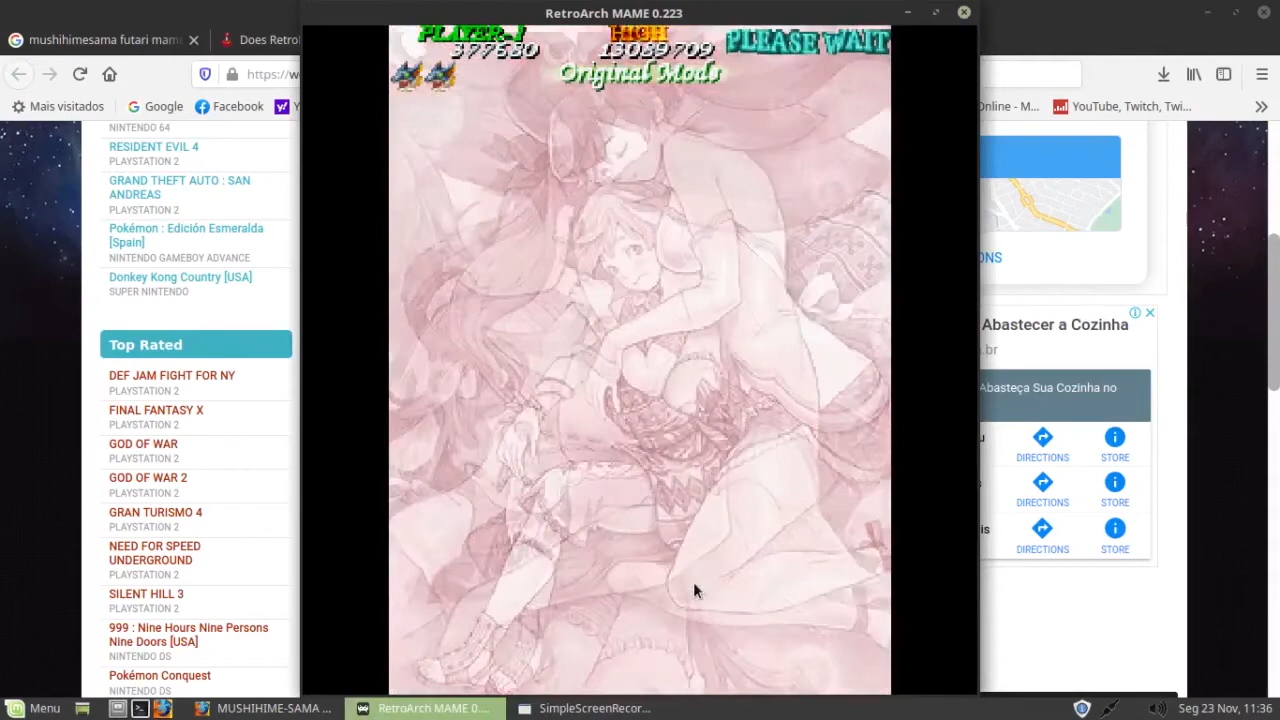 RetroArch MAME 0.223
mushihimesama futari mam
Does Retro
https://w
Mais visitados
Google
Facebook
Online - M...
YouTube, Twitch, Twi...
PLAYER-1
377630
HIGH
13089709
PLEASE WAIT
Original Mode
NINTENDO 64
RESIDENT EVIL 4
PLAYSTATION 2
GRAND THEFT AUTO : SAN
ANDREAS
PLAYSTATION 2
Pokémon : Edición Esmeralda
[Spain]
NINTENDO GAMEBOY ADVANCE
Donkey Kong Country [USA]
SUPER NINTENDO
Top Rated
DEF JAM FIGHT FOR NY
PLAYSTATION 2
FINAL FANTASY X
PLAYSTATION 2
GOD OF WAR
PLAYSTATION 2
GOD OF WAR 2
PLAYSTATION 2
GRAN TURISMO 4
PLAYSTATION 2
NEED FOR SPEED
UNDERGROUND
PLAYSTATION 2
SILENT HILL 3
PLAYSTATION 2
999 : Nine Hours Nine Persons
Nine Doors [USA]
NINTENDO DS
Pokémon Conquest
NINTENDO DS
ONS
Abastecer a Cozinha
.br
Abasteça Sua Cozinha no
DIRECTIONS STORE
DIRECTIONS STORE
is
DIRECTIONS STORE
Menu
MUSHIHIME-SAMA ...
RetroArch MAME 0....
SimpleScreenRecor...
Seg 23 Nov, 11:36